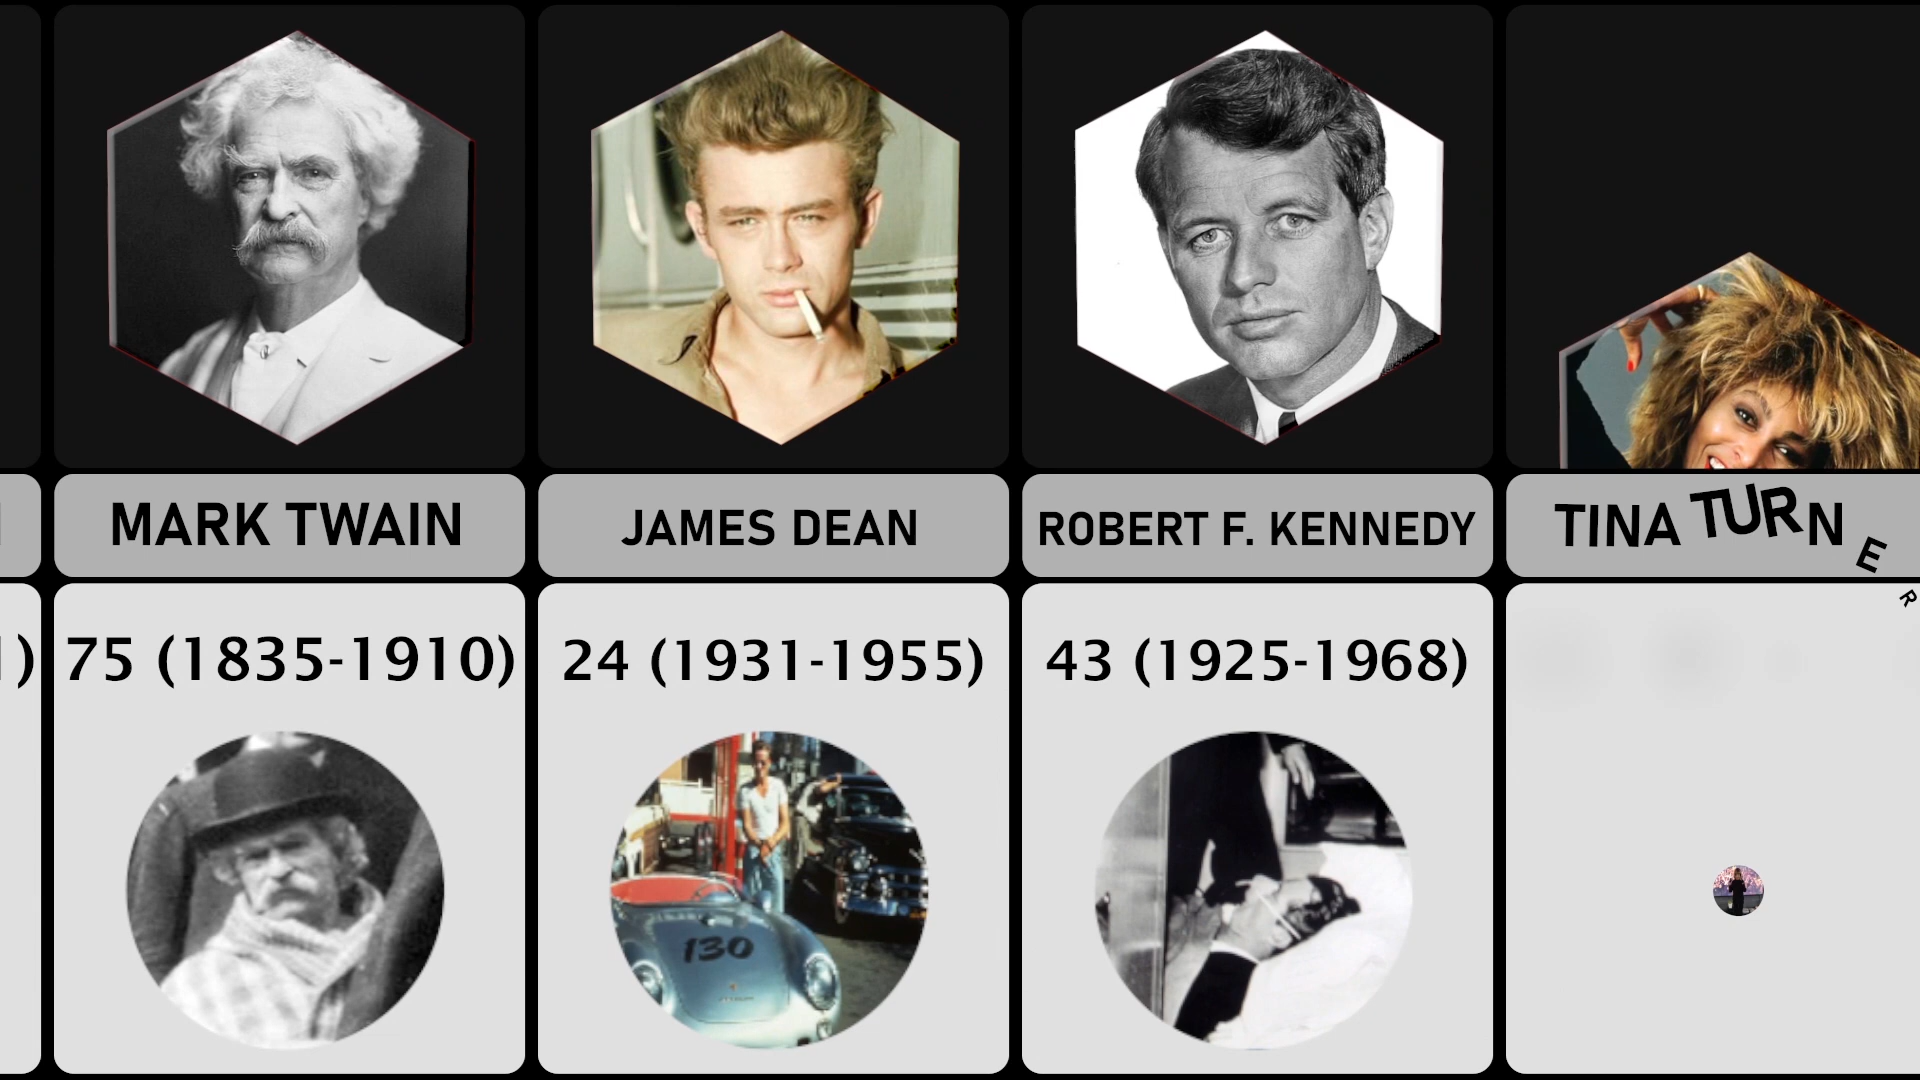 MARK TWAIN
75 (1835-1910)
JAMES DEAN
24 (1931-1955)
130
ROBERT F. KENNEDY
43 (1925-1968)
TINA TURNER